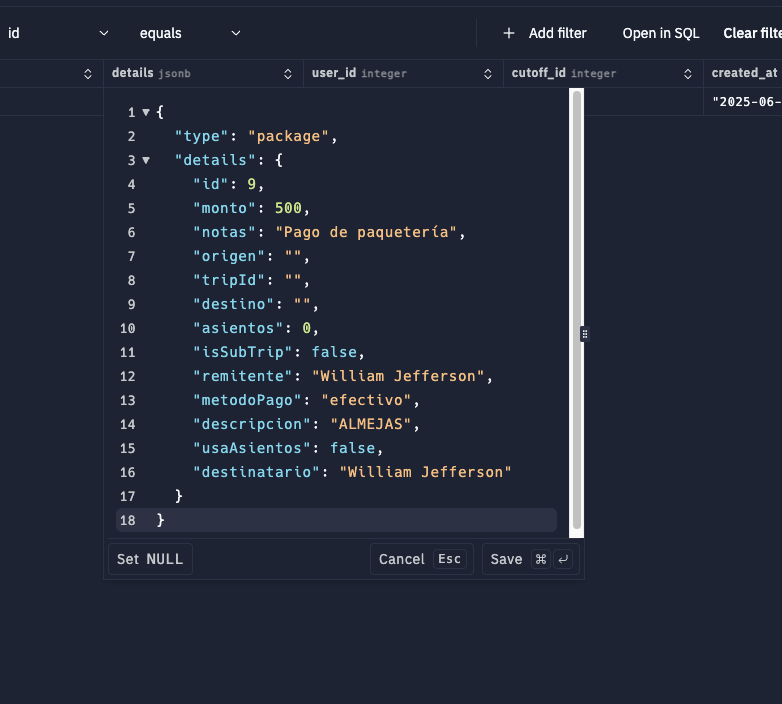 id equals + Add filter Open in SQL Clear filte
details jsonb user_id integer cutoff_id integer created_at
"2025-06-
1 {
2 "type": "package",
3 "details": {
4 "id": 9,
5 "monto": 500,
6 "notas": "Pago de paquetería",
7 "origen": "",
8 "tripId": "",
9 "destino": "",
10 "asientos": 0,
11 "isSubTrip": false,
12 "remitente": "William Jefferson",
13 "metodoPago": "efectivo",
14 "descripcion": "ALMEJAS",
15 "usaAsientos": false,
16 "destinatario": "William Jefferson"
17 }
18 }
Set NULL Cancel Esc Save ⌘ ↵